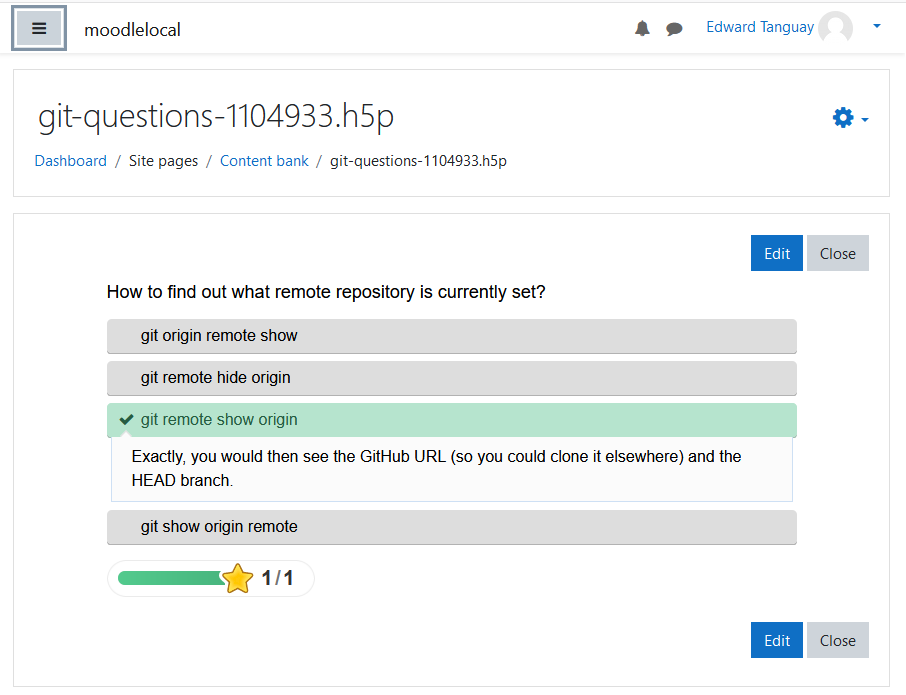 moodlelocal
Edward Tanguay
git-questions-1104933.h5p
Dashboard / Site pages / Content bank / git-questions-1104933.h5p
Edit Close
How to find out what remote repository is currently set?
git origin remote show
git remote hide origin
git remote show origin
Exactly, you would then see the GitHub URL (so you could clone it elsewhere) and the
HEAD branch.
git show origin remote
1/1
Edit Close